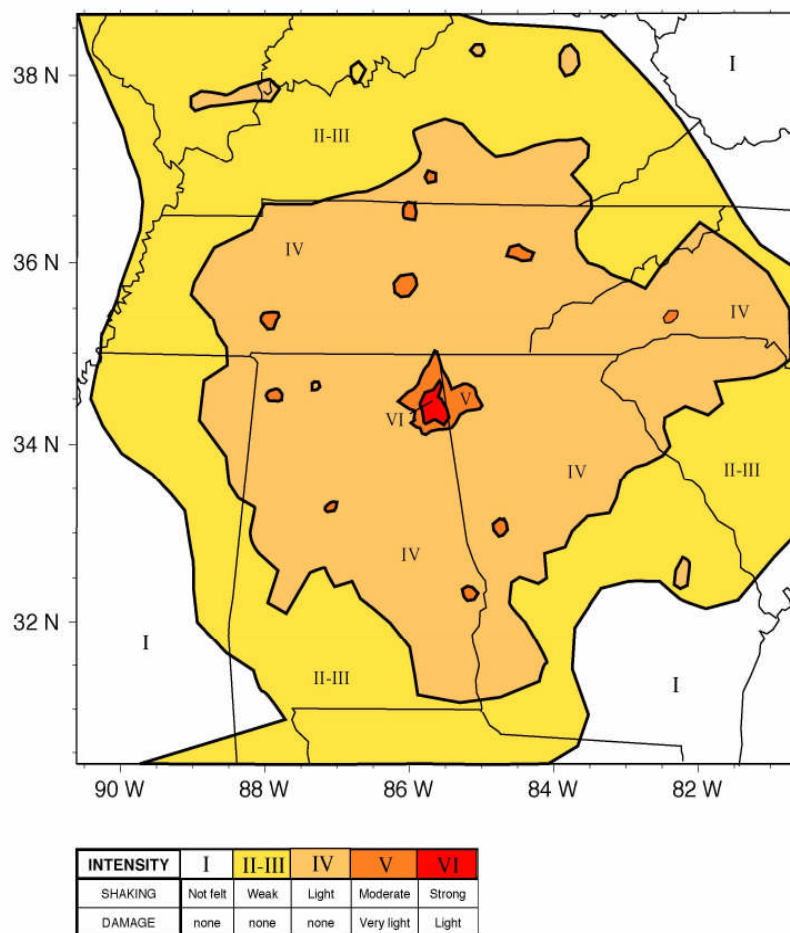 38 N
I
II-III
36 N
IV
IV
V
VI
34 N
IV
II-III
IV
32 N
I
II-III
I
90 W 88 W 86 W 84 W 82 W
INTENSITY I II-III IV V VI
SHAKING Not felt Weak Light Moderate Strong
DAMAGE none none none Very light Light